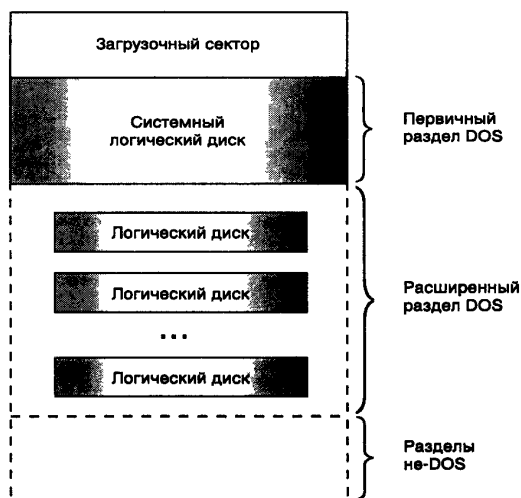 Загрузочный сектор
Системный
логический диск
Первичный
раздел DOS
Логический диск
Логический диск
...
Логический диск
Расширенный
раздел DOS
Разделы
не-DOS